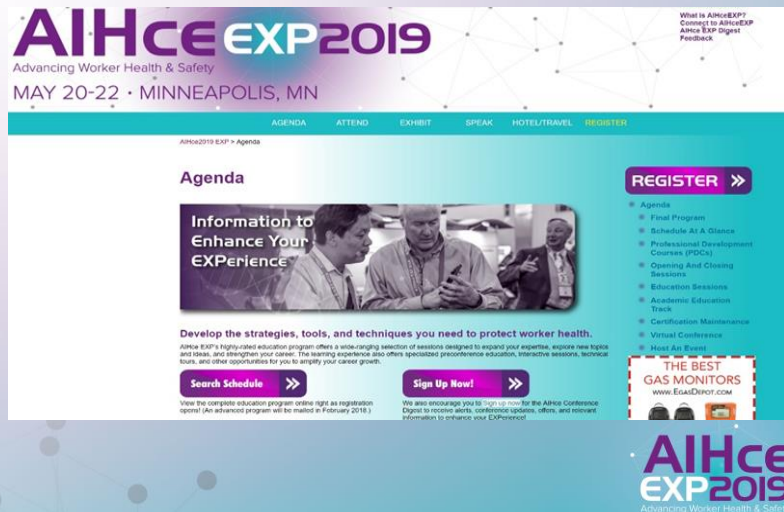 AIHce EXP2019
Advancing Worker Health & Safety
MAY 20-22 • MINNEAPOLIS, MN
What Is AIHceEXP?
Connect to AIHceEXP
AIHce EXP Digest
Feedback
AGENDA ATTEND EXHIBIT SPEAK HOTEL/TRAVEL REGISTER
AIHce2019 EXP > Agenda
Agenda
Information to
Enhance Your
EXPerience
Develop the strategies, tools, and techniques you need to protect worker health.
AIHce EXP's highly-rated education program offers a wide-ranging selection of sessions designed to expand your expertise, explore new topics
and ideas, and strengthen your career. The learning experience also offers specialized preconference education, interactive sessions, technical
tours, and other opportunities for you to amplify your career growth.
Search Schedule
View the complete education program online right as registration
opens! (An advanced program will be mailed in February 2018.)
Sign Up Now!
We also encourage you to Sign up now for the AIHce Conference
Digest to receive alerts, conference updates, offers, and relevant
information to enhance your EXPerience!
REGISTER
Agenda
Final Program
Schedule At A Glance
Professional Development
Courses (PDCs)
Opening And Closing
Sessions
Education Sessions
Academic Education
Track
Certification Maintenance
Virtual Conference
Host An Event
THE BEST
GAS MONITORS
www.EgasDepot.com
AIHce
EXP2019
Advancing Worker Health & Safety